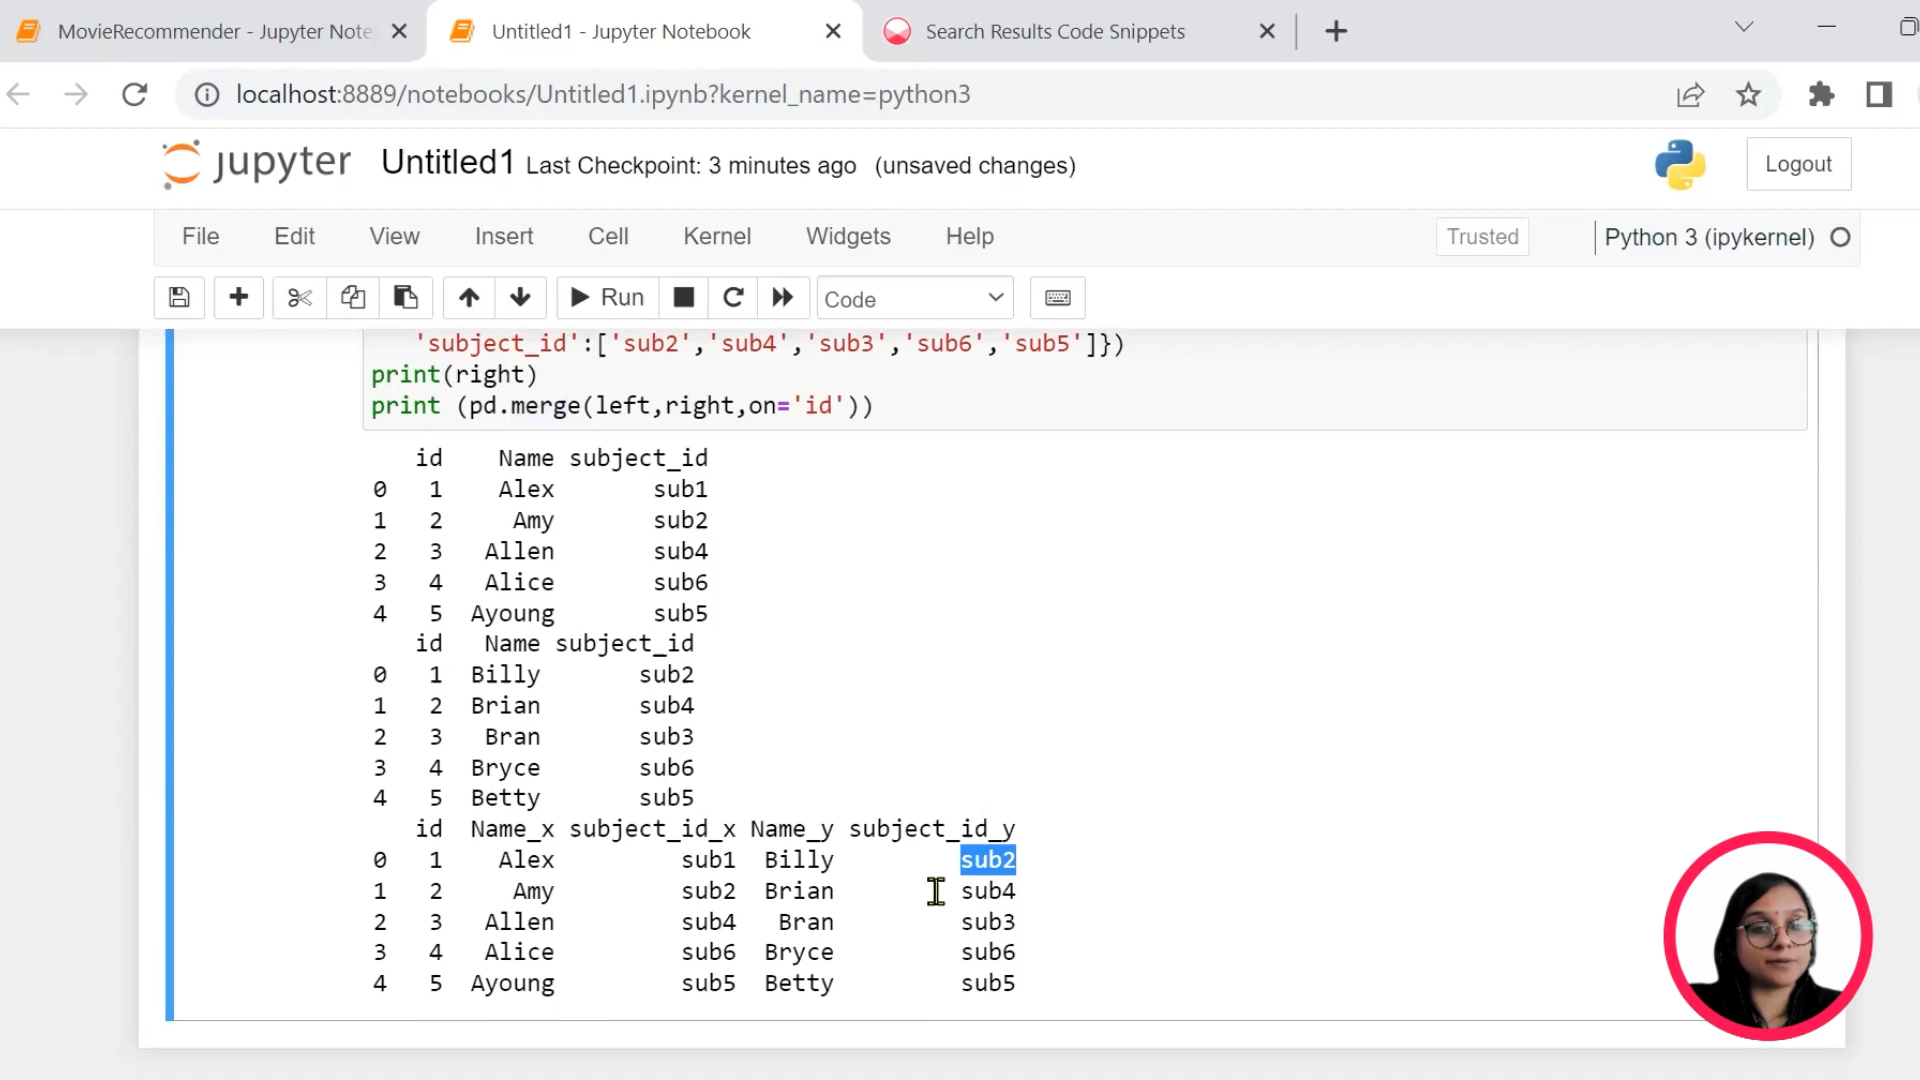 MovieRecommender - Jupyter Note
Untitled1 - Jupyter Notebook
Search Results Code Snippets
localhost:8889/notebooks/Untitled1.ipynb?kernel_name=python3
jupyter Untitled1 Last Checkpoint: 3 minutes ago (unsaved changes)
Logout
File Edit View Insert Cell Kernel Widgets Help Trusted Python 3 (ipykernel)
Run Code
'subject_id':['sub2','sub4','sub3','sub6','sub5']})
print(right)
print (pd.merge(left,right,on='id'))
id Name subject_id
0 1 Alex sub1
1 2 Amy sub2
2 3 Allen sub4
3 4 Alice sub6
4 5 Ayoung sub5
id Name subject_id
0 1 Billy sub2
1 2 Brian sub4
2 3 Bran sub3
3 4 Bryce sub6
4 5 Betty sub5
id Name_x subject_id_x Name_y subject_id_y
0 1 Alex sub1 Billy sub2
1 2 Amy sub2 Brian sub4
2 3 Allen sub4 Bran sub3
3 4 Alice sub6 Bryce sub6
4 5 Ayoung sub5 Betty sub5